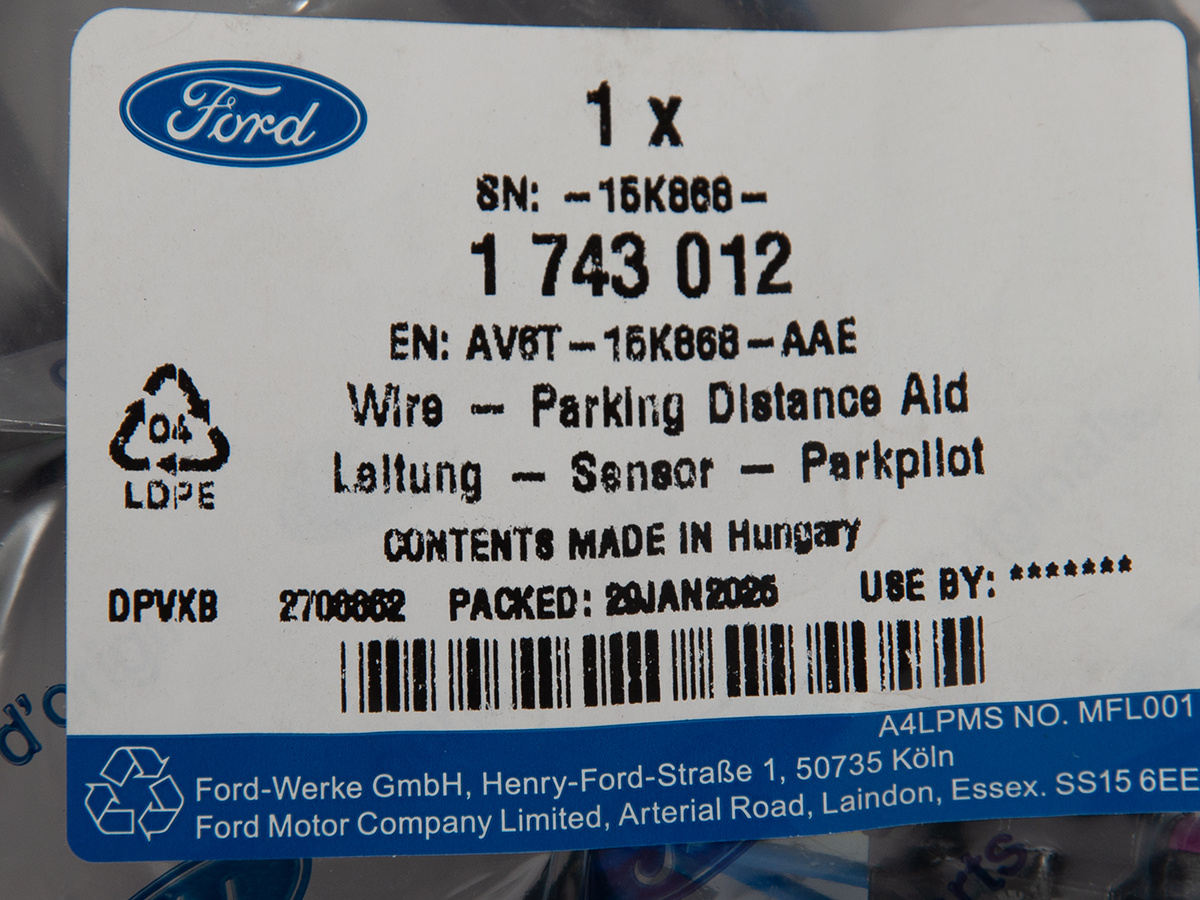 Ford
1 x
SN: -15K868-
1 743 012
EN: AV6T-15K868-AAE
Wire - Parking Distance Aid
Leitung - Sensor - Parkpilot
04
LDPE
CONTENTS MADE IN Hungary
DPVXB PACKED: USE BY: *******
A4LPMS NO. MFL001
Ford-Werke GmbH, Henry-Ford-Straße 1, 50735 Köln
Ford Motor Company Limited, Arterial Road, Laindon, Essex. SS15 6EE